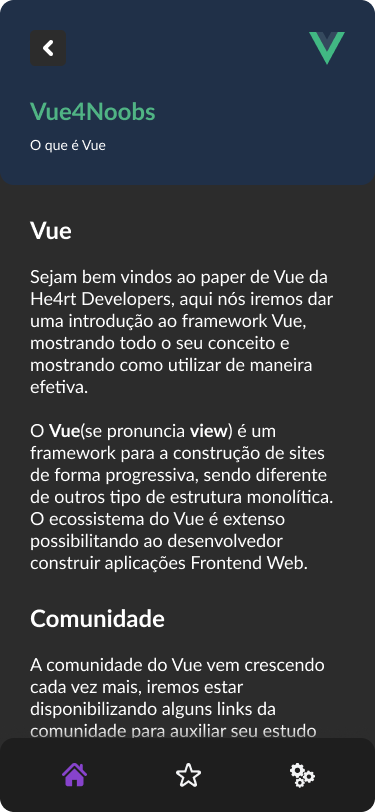 Vue4Noobs
O que é Vue
Vue
Sejam bem vindos ao paper de Vue da
He4rt Developers, aqui nós iremos dar
uma introdução ao framework Vue,
mostrando todo o seu conceito e
mostrando como utilizar de maneira
efetiva.
O Vue(se pronuncia view) é um
framework para a construção de sites
de forma progressiva, sendo diferente
de outros tipo de estrutura monolítica.
O ecossistema do Vue é extenso
possibilitando ao desenvolvedor
construir aplicações Frontend Web.
Comunidade
A comunidade do Vue vem crescendo
cada vez mais, iremos estar
disponibilizando alguns links da
comunidade para auxiliar seu estudo